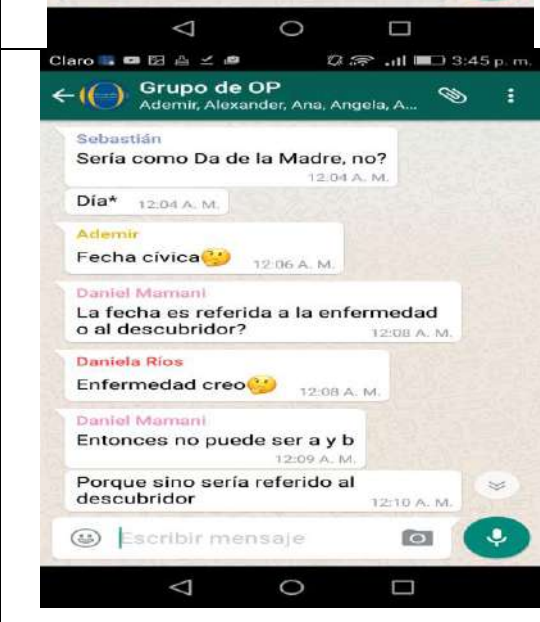 Claro 3:45 p. m.
Grupo de OP
Ademir, Alexander, Ana, Angela, A...
Sebastián
Sería como Da de la Madre, no?
12:04 A. M.
Día* 12:04 A. M.
Ademir
Fecha cívica🤔 12:06 A. M.
Daniel Mamani
La fecha es referida a la enfermedad
o al descubridor? 12:08 A. M.
Daniela Ríos
Enfermedad creo🤔 12:08 A. M.
Daniel Mamani
Entonces no puede ser a y b
12:09 A. M.
Porque sino sería referido al
descubridor 12:10 A. M.
Escribir mensaje